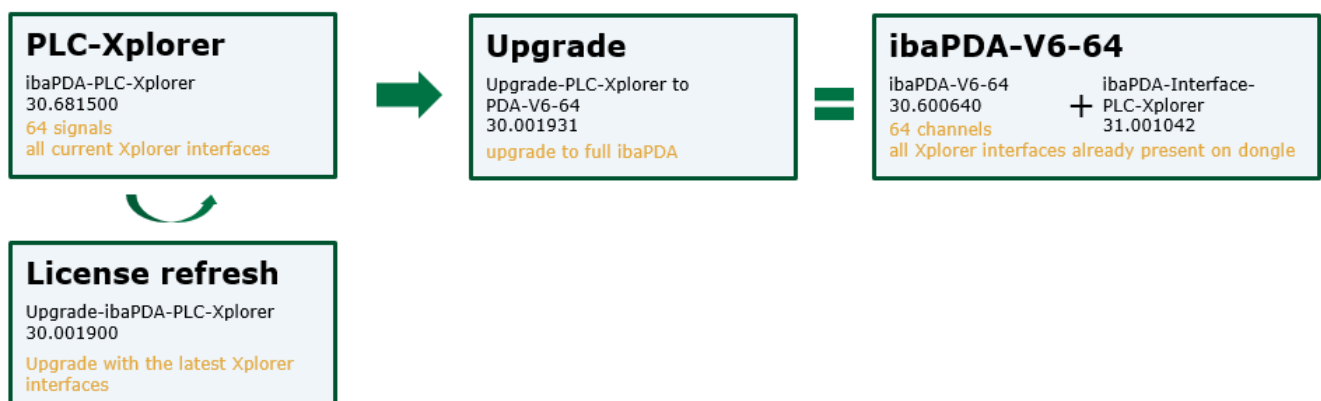 PLC-Xplorer
ibaPDA-PLC-Xplorer
30.681500
64 signals
all current Xplorer interfaces
Upgrade
Upgrade-PLC-Xplorer to
PDA-V6-64
30.001931
upgrade to full ibaPDA
=
ibaPDA-V6-64
ibaPDA-V6-64
30.600640
+
ibaPDA-Interface-
PLC-Xplorer
31.001042
64 channels
all Xplorer interfaces already present on dongle
License refresh
Upgrade-ibaPDA-PLC-Xplorer
30.001900
Upgrade with the latest Xplorer
interfaces